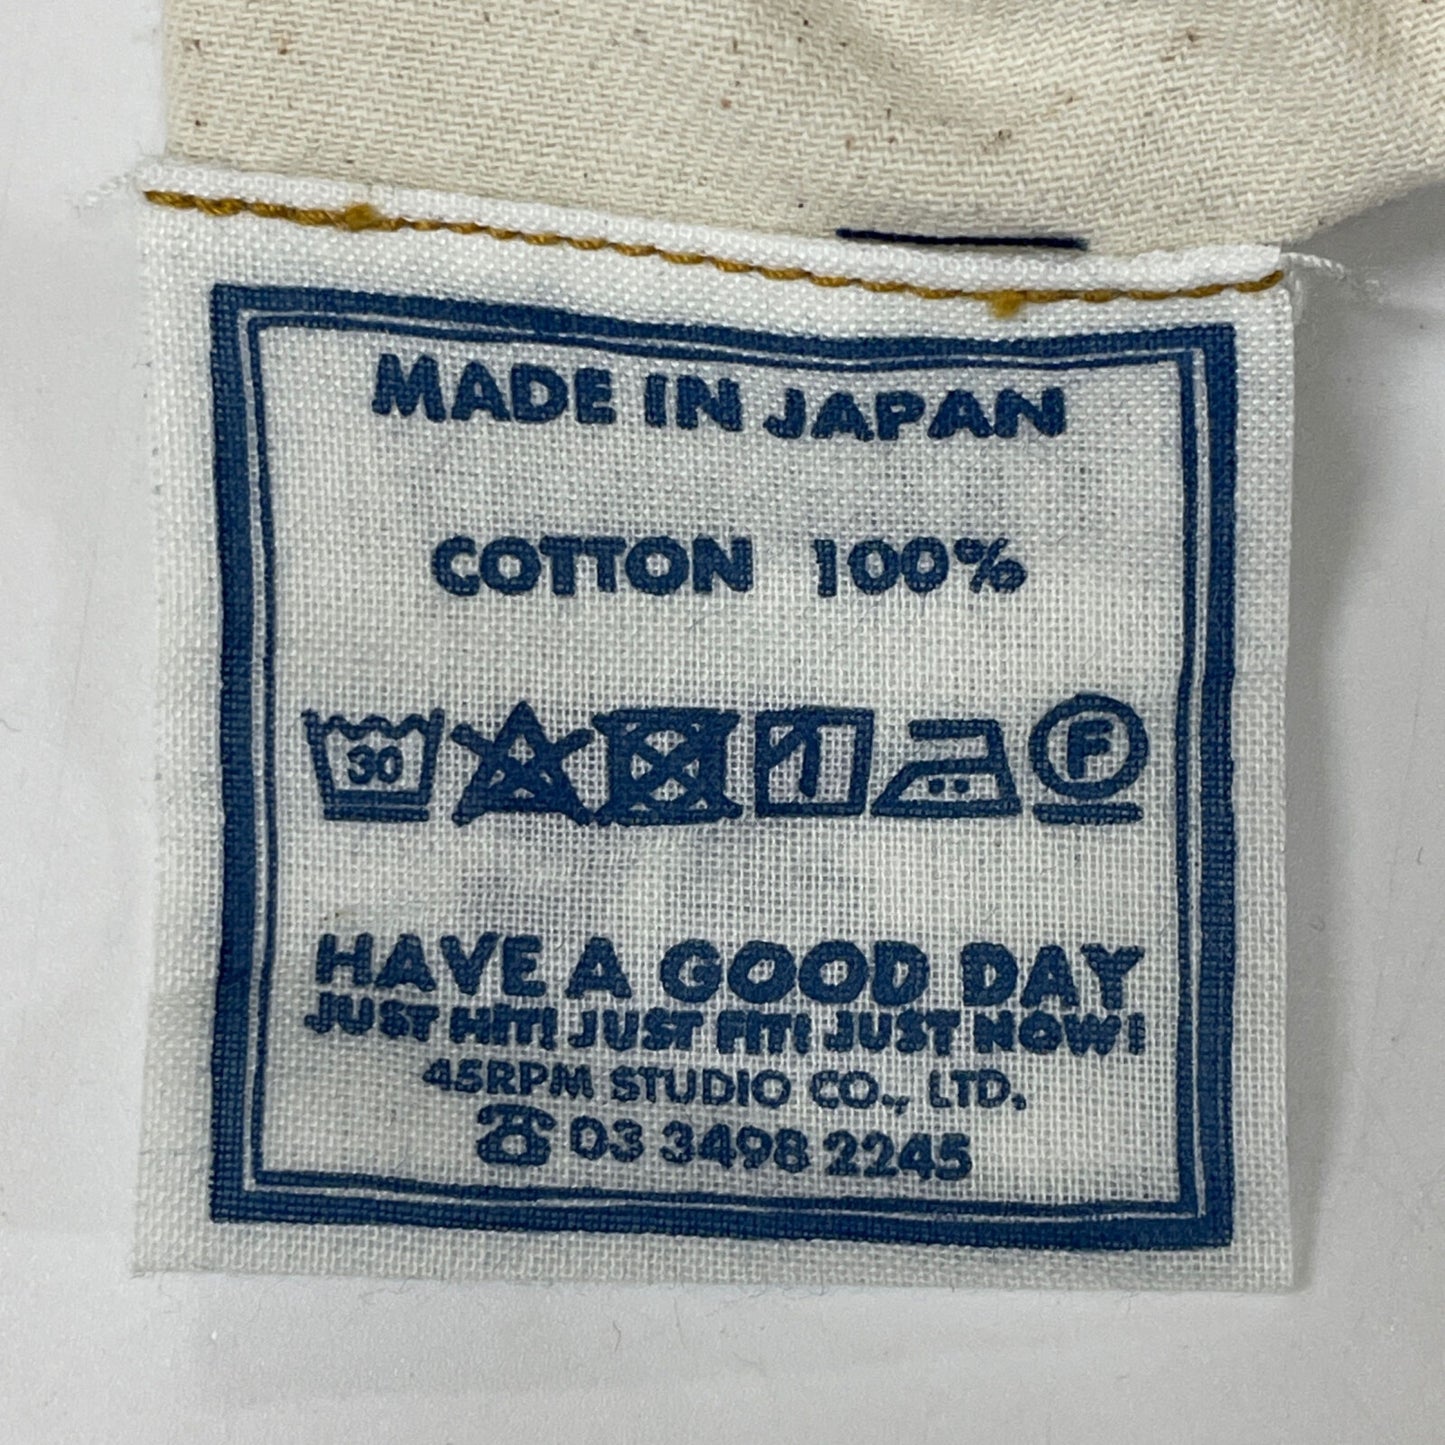 MADE IN JAPAN
COTTON 100%
30 F
HAVE A GOOD DAY
JUST HIT! JUST FIT! JUST NOW!
45RPM STUDIO CO., LTD.
☎ 03 3498 2245